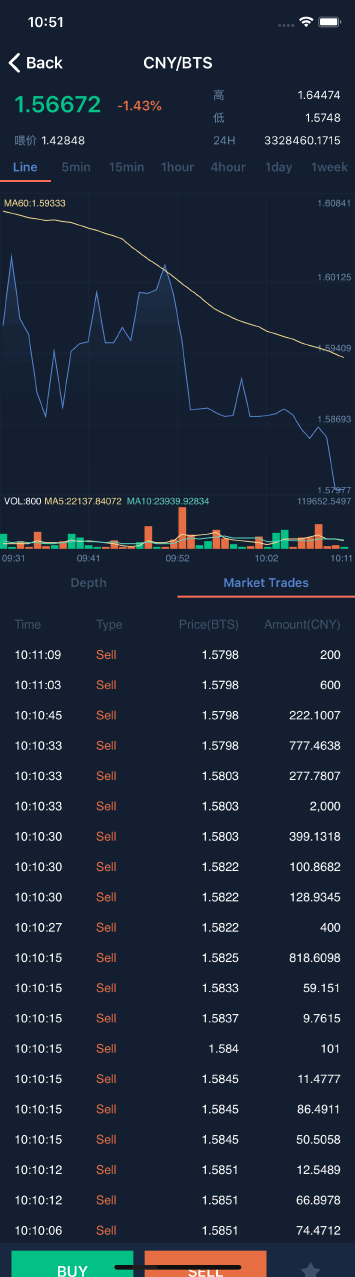 10:51
Back CNY/BTS
1.56672 -1.43% 高 1.64474
低 1.5748
喂价 1.42848 24H 3328460.1715
Line 5min 15min 1hour 4hour 1day 1week
MA60:1.59333 1.60841
1.60125
1.59409
1.58693
1.57977
VOL:800 MA5:22137.84072 MA10:23939.92834 119652.5497
09:31 09:41 09:52 10:02 10:11
Depth Market Trades
Time Type Price(BTS) Amount(CNY)
10:11:09 Sell 1.5798 200
10:11:03 Sell 1.5798 600
10:10:45 Sell 1.5798 222.1007
10:10:33 Sell 1.5798 777.4638
10:10:33 Sell 1.5803 277.7807
10:10:33 Sell 1.5803 2,000
10:10:30 Sell 1.5803 399.1318
10:10:30 Sell 1.5822 100.8682
10:10:30 Sell 1.5822 128.9345
10:10:27 Sell 1.5822 400
10:10:15 Sell 1.5825 818.6098
10:10:15 Sell 1.5833 59.151
10:10:15 Sell 1.5837 9.7615
10:10:15 Sell 1.584 101
10:10:15 Sell 1.5845 11.4777
10:10:15 Sell 1.5845 86.4911
10:10:15 Sell 1.5845 50.5058
10:10:12 Sell 1.5851 12.5489
10:10:12 Sell 1.5851 66.8978
10:10:06 Sell 1.5851 74.4712
BUY SELL